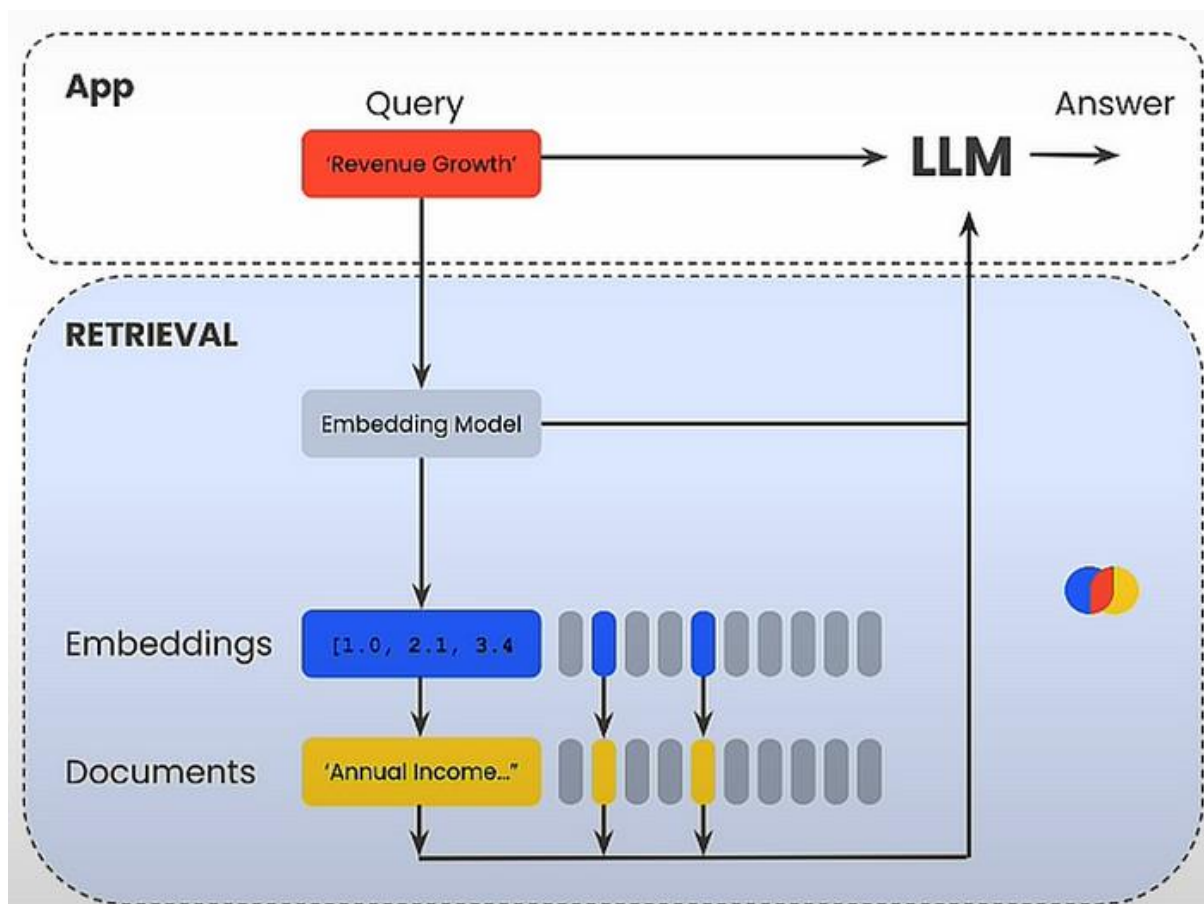 App
Query
Answer
'Revenue Growth'
LLM
RETRIEVAL
Embedding Model
Embeddings
[1.0, 2.1, 3.4
Documents
'Annual Income..."